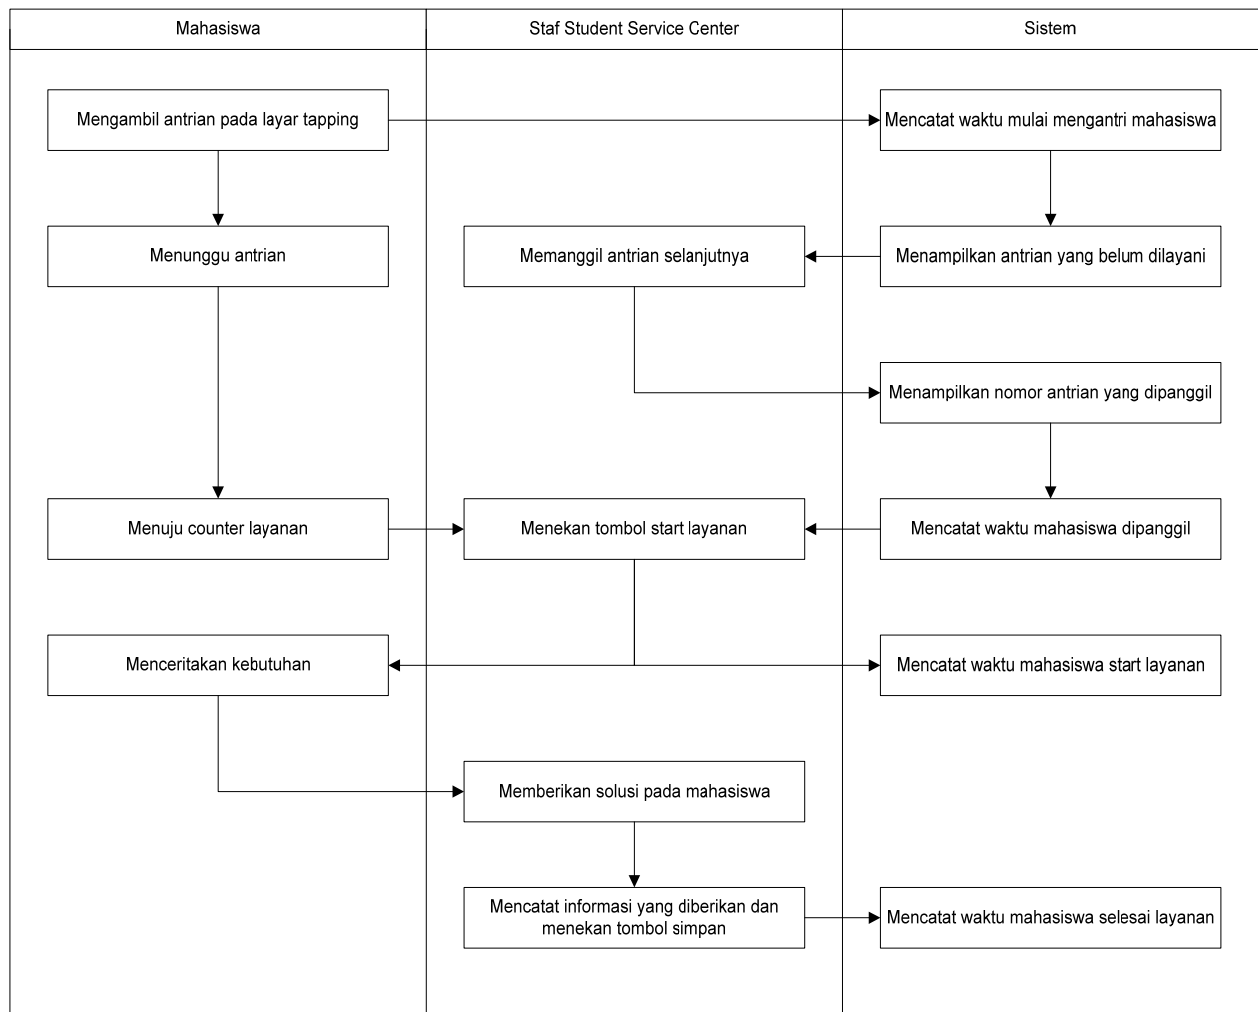 Mahasiswa
Staf Student Service Center
Sistem
Mengambil antrian pada layar tapping
Mencatat waktu mulai mengantri mahasiswa
Menunggu antrian
Memanggil antrian selanjutnya
Menampilkan antrian yang belum dilayani
Menampilkan nomor antrian yang dipanggil
Menuju counter layanan
Menekan tombol start layanan
Mencatat waktu mahasiswa dipanggil
Menceritakan kebutuhan
Mencatat waktu mahasiswa start layanan
Memberikan solusi pada mahasiswa
Mencatat informasi yang diberikan dan
menekan tombol simpan
Mencatat waktu mahasiswa selesai layanan